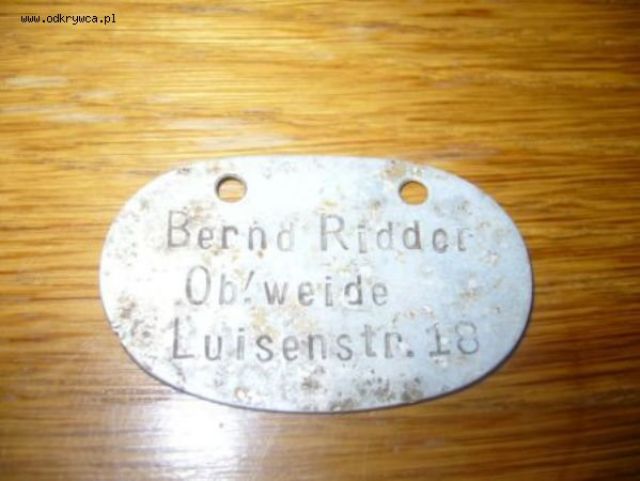 www.odkrywca.pl
Bernd Ridder
Ob!weide
Luisenstr. 18